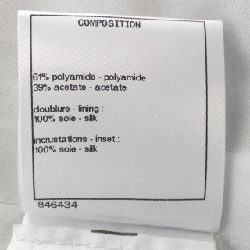 COMPOSITION
61% polyamide - polyamide
39% acetate - acetate
doublure - lining :
100% soie - silk
incrustations - inset :
100% soie - silk
846434